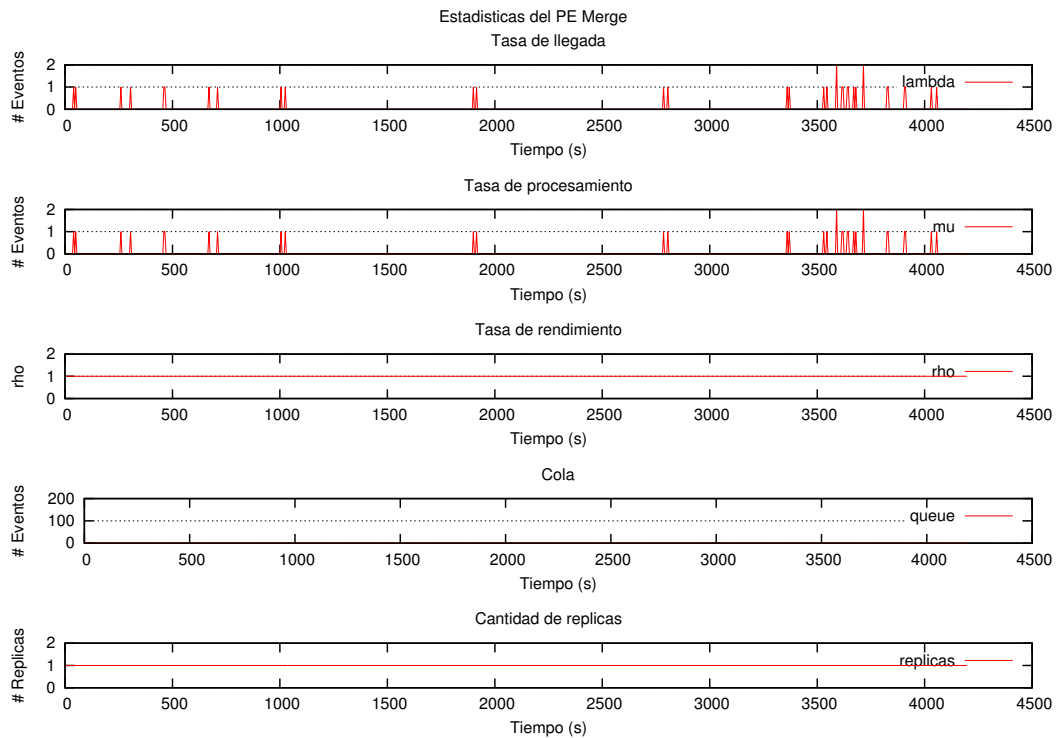 Estadisticas del PE Merge
Tasa de llegada
# Eventos
2
1
0
lambda
0 500 1000 1500 2000 2500 3000 3500 4000 4500
Tiempo (s)
Tasa de procesamiento
# Eventos
2
1
0
mu
0 500 1000 1500 2000 2500 3000 3500 4000 4500
Tiempo (s)
Tasa de rendimiento
rho
2
1
0
rho
0 500 1000 1500 2000 2500 3000 3500 4000 4500
Tiempo (s)
Cola
# Eventos
200
100
0
queue
0 500 1000 1500 2000 2500 3000 3500 4000 4500
Tiempo (s)
Cantidad de replicas
# Replicas
2
1
0
replicas
0 500 1000 1500 2000 2500 3000 3500 4000 4500
Tiempo (s)